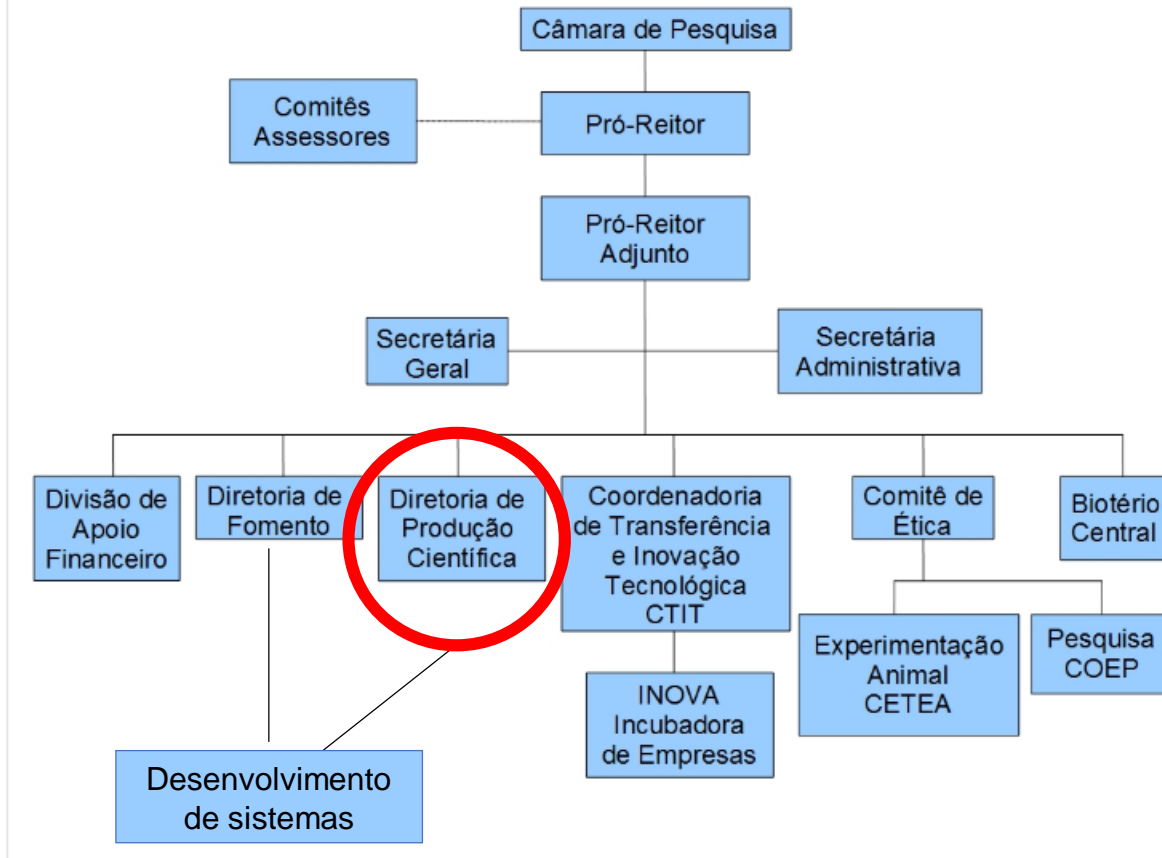 Câmara de Pesquisa
Comitês
Assessores
Pró-Reitor
Pró-Reitor
Adjunto
Secretária
Geral
Secretária
Administrativa
Divisão de
Apoio
Financeiro
Diretoria de
Fomento
Diretoria de
Produção
Científica
Coordenadoria
de Transferência
e Inovação
Tecnológica
CTIT
Comitê de
Ética
Biotério
Central
Experimentação
Animal
CETEA
Pesquisa
COEP
INOVA
Incubadora
de Empresas
Desenvolvimento
de sistemas